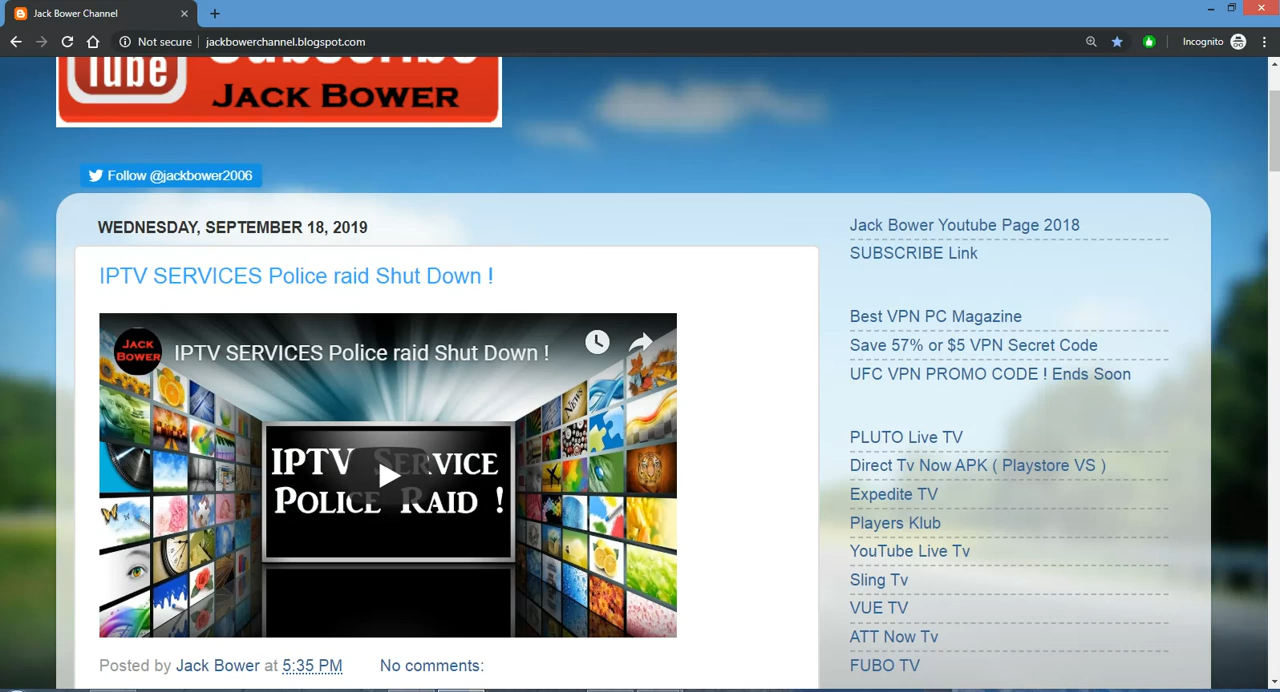 Jack Bower Channel
Not secure
jackbowerchannel.blogspot.com
Incognito
Tube
Subscribe
JACK BOWER
Follow @jackbower2006
WEDNESDAY, SEPTEMBER 18, 2019
IPTV SERVICES Police raid Shut Down !
JACK
BOWER
IPTV SERVICES Police raid Shut Down !
News
IPTV SERVICE
POLICE RAID !
Posted by Jack Bower at 5:35 PM
No comments:
Jack Bower Youtube Page 2018
SUBSCRIBE Link
Best VPN PC Magazine
Save 57% or $5 VPN Secret Code
UFC VPN PROMO CODE ! Ends Soon
PLUTO Live TV
Direct Tv Now APK ( Playstore VS )
Expedite TV
Players Klub
YouTube Live Tv
Sling Tv
VUE TV
ATT Now Tv
FUBO TV